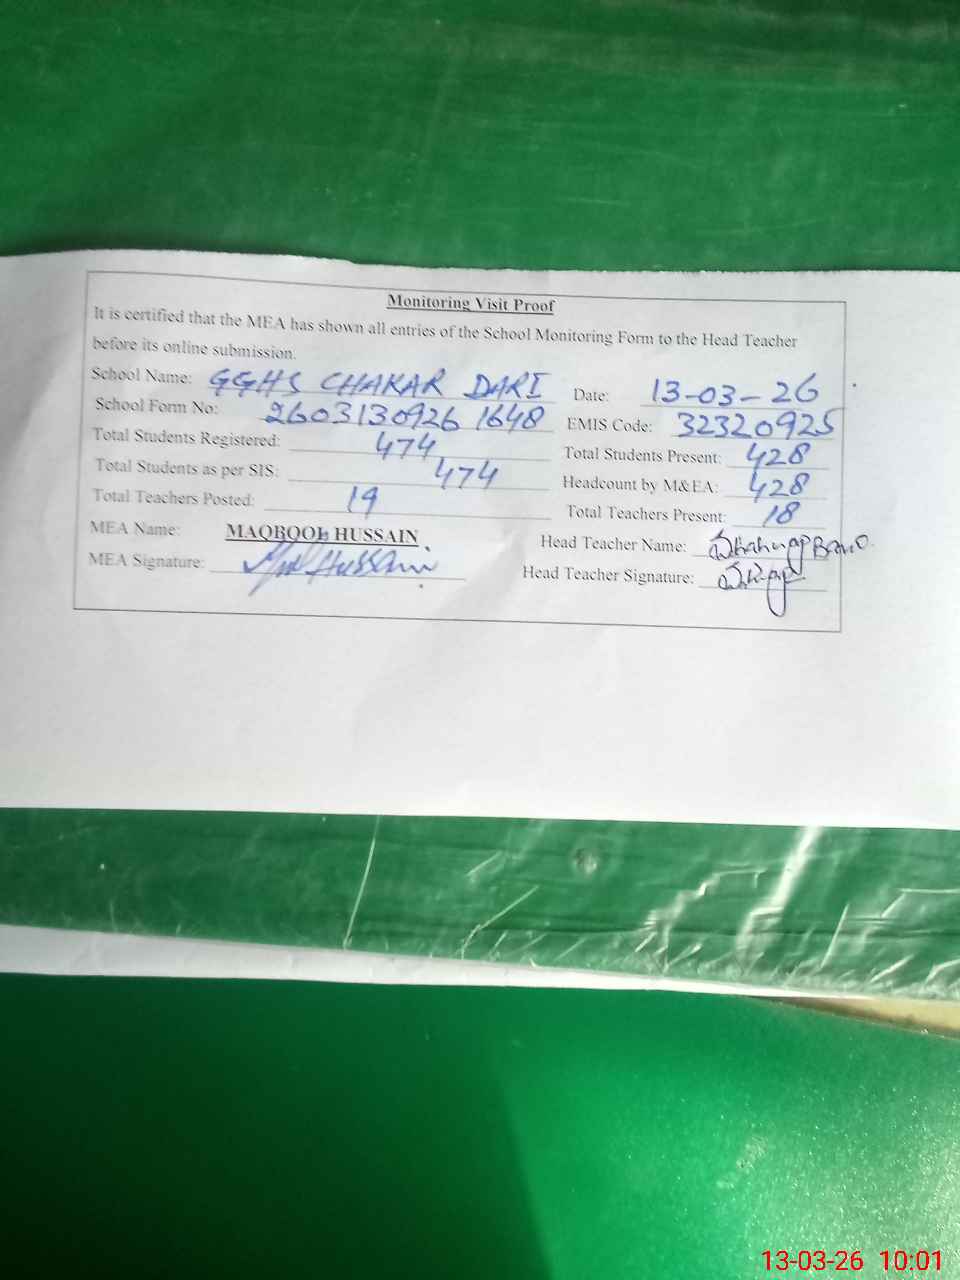 Monitoring Visit Proof
It is certified that the MEA has shown all entries of the School Monitoring Form to the Head Teacher
before its online submission.
School Name: GGHS CHAKAR DARI Date: 13-03-26
School Form No: 2603130926 1648 EMIS Code: 32320925
Total Students Registered: 474 Total Students Present: 428
Total Students as per SIS: 474 Headcount by M&EA: 428
Total Teachers Posted: 19 Total Teachers Present: 18
MEA Name: MAQBOOL HUSSAIN Head Teacher Name: Bano
MEA Signature: Hussain Head Teacher Signature:
13-03-26 10:01